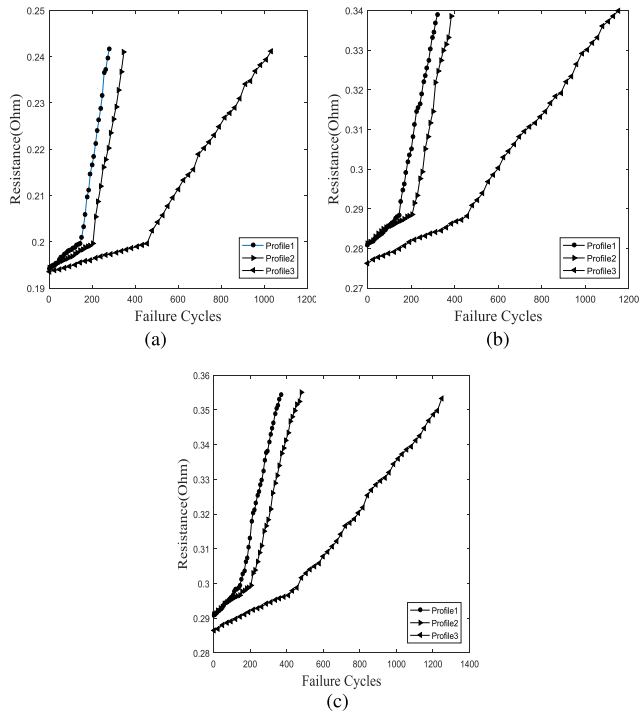 0.25
0.24
0.23
0.22
0.21
0.2
0.19
Resistance(Ohm)
0 200 400 600 800 1000 1200
Failure Cycles
Profile1
Profile2
Profile3
(a)
0.34
0.33
0.32
0.31
0.3
0.29
0.28
0.27
Resistance(Ohm)
0 200 400 600 800 1000 1200
Failure Cycles
Profile1
Profile2
Profile3
(b)
0.36
0.35
0.34
0.33
0.32
0.31
0.3
0.29
0.28
Resistance(Ohm)
0 200 400 600 800 1000 1200 1400
Failure Cycles
Profile1
Profile2
Profile3
(c)